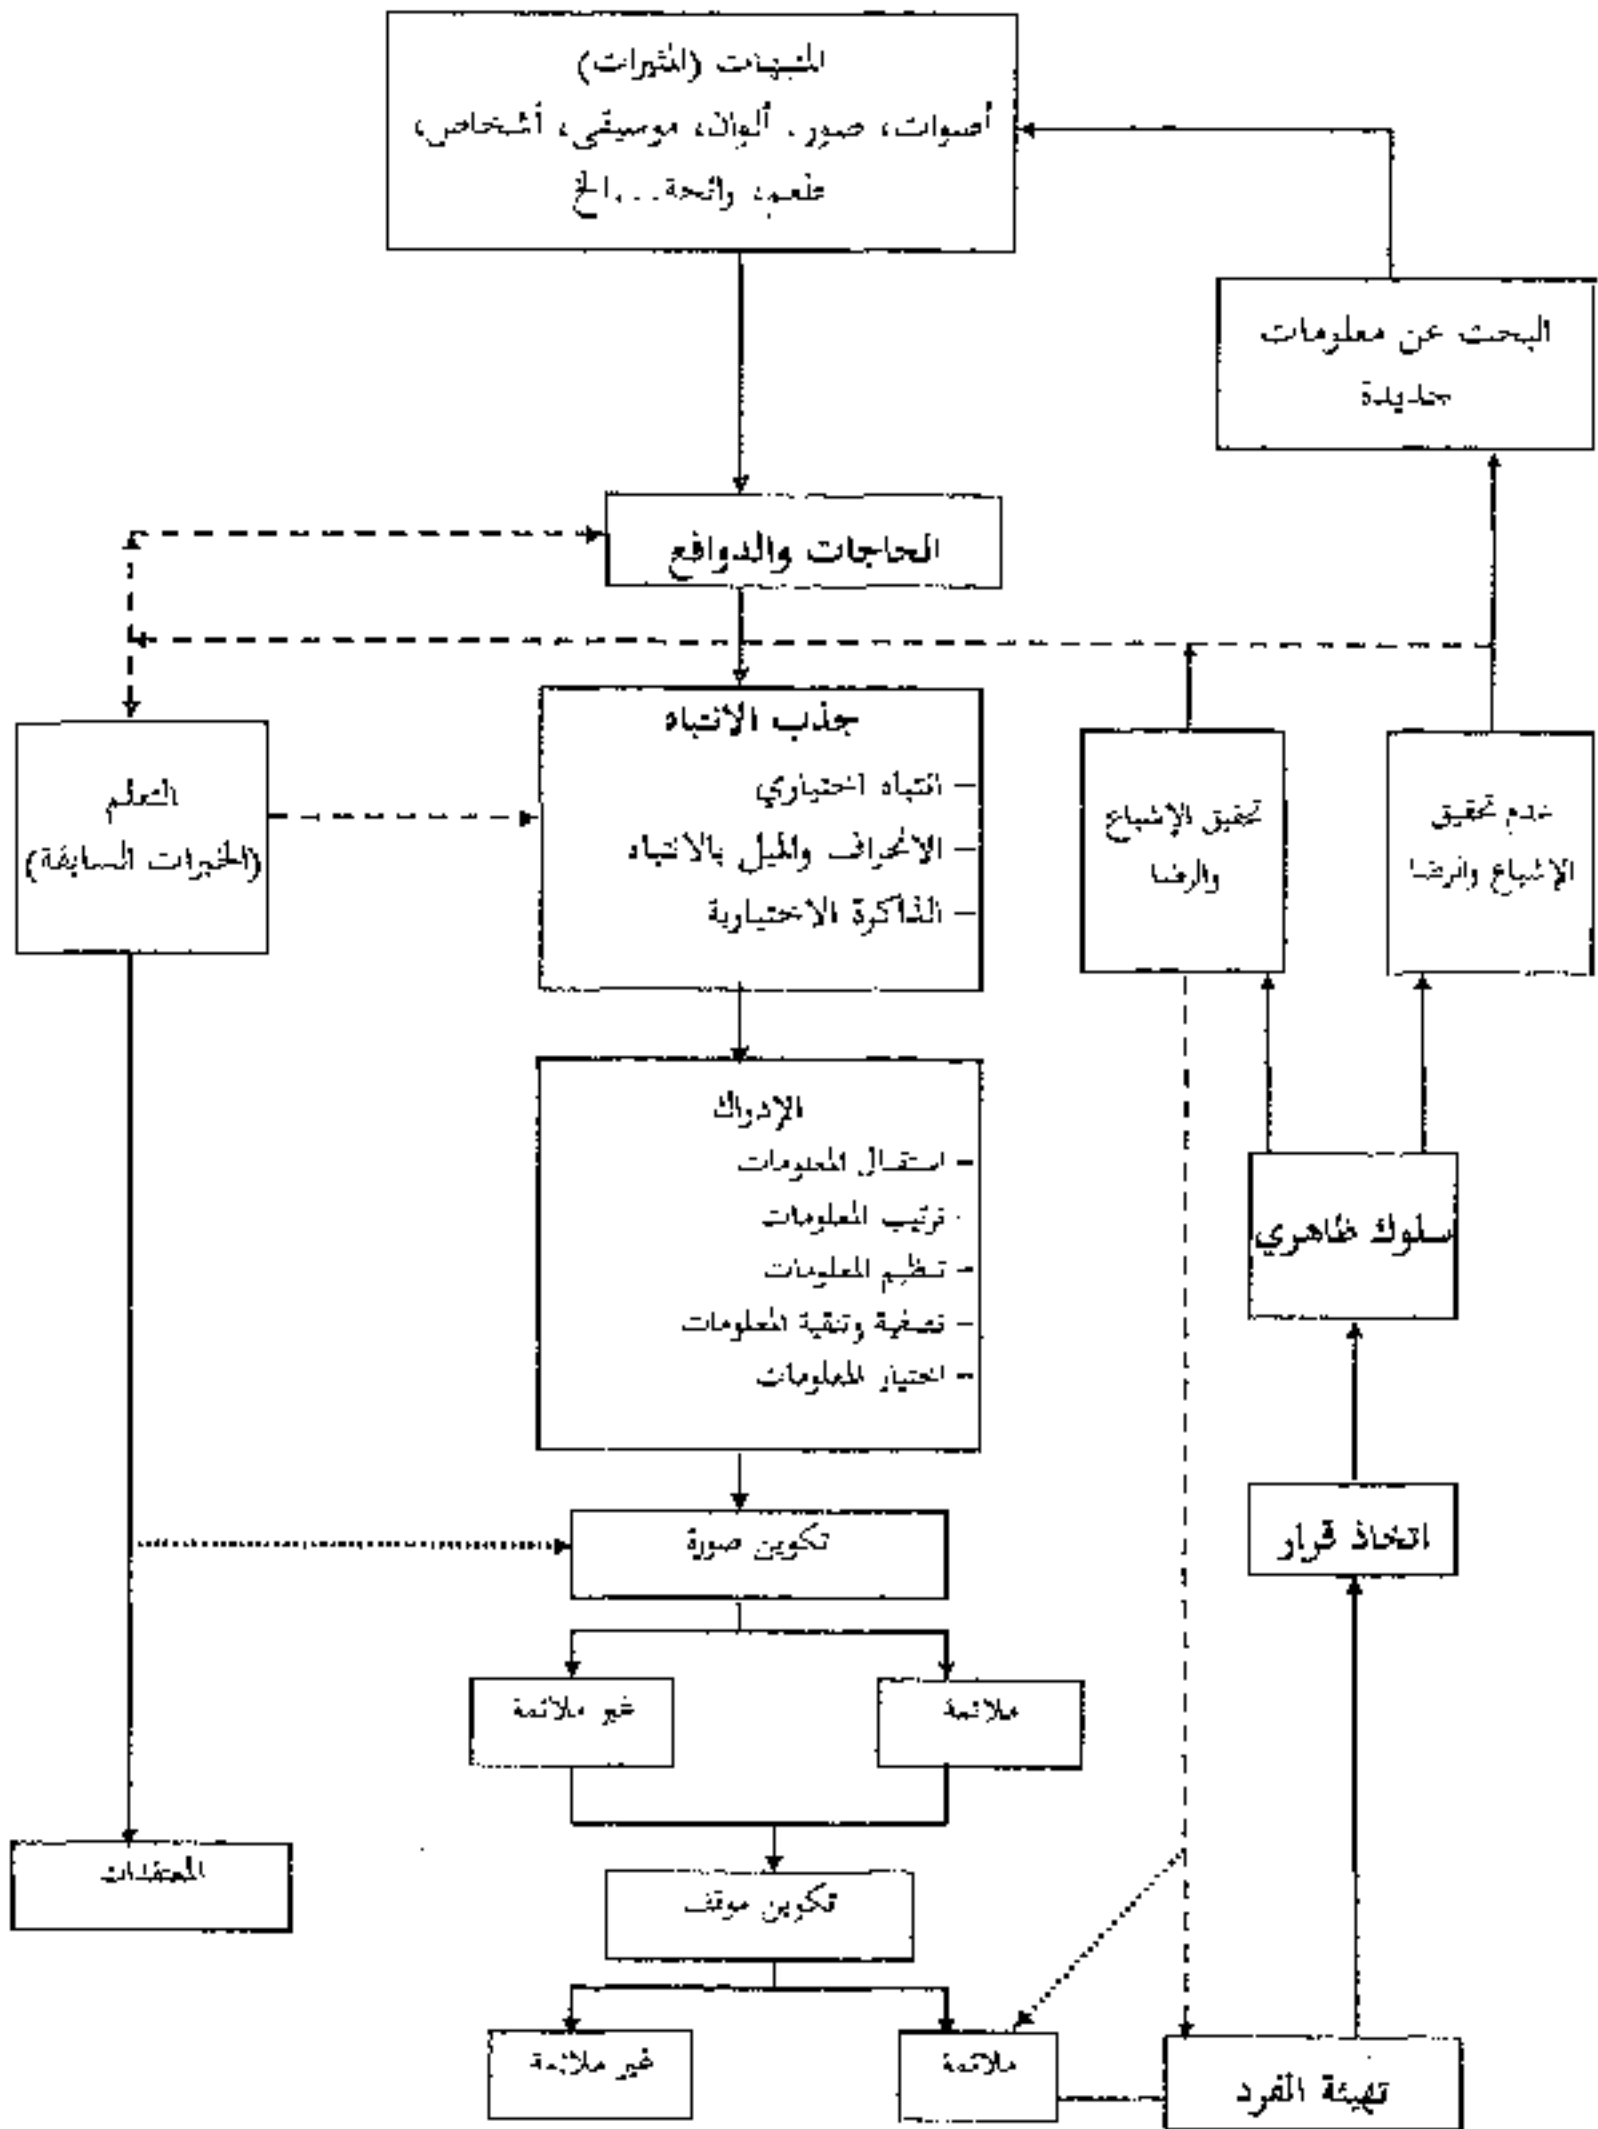 المنبهات (المثيرات)
أصوات، صور، ألوان، موسيقى، أشخاص،
طعم، رائحة...الخ
البحث عن معلومات
جديدة
الحاجات والدوافع
جذب الانتباه
– انتباه اختياري
– الانحراف والميل بالانتباه
– الذاكرة الاختيارية
التعلم
(الخبرات السابقة)
تحقيق الإشباع
والرضا
عدم تحقيق
الإشباع والرضا
الإدراك
– استقبال المعلومات
- ترتيب المعلومات
– تنظيم المعلومات
– تصفية وتنقية المعلومات
– اختيار المعلومات
سلوك ظاهري
اتخاذ قرار
تكوين صورة
ملائمة
غير ملائمة
المعتقدات
تكوين موقف
ملائمة
غير ملائمة
تهيئة الفرد